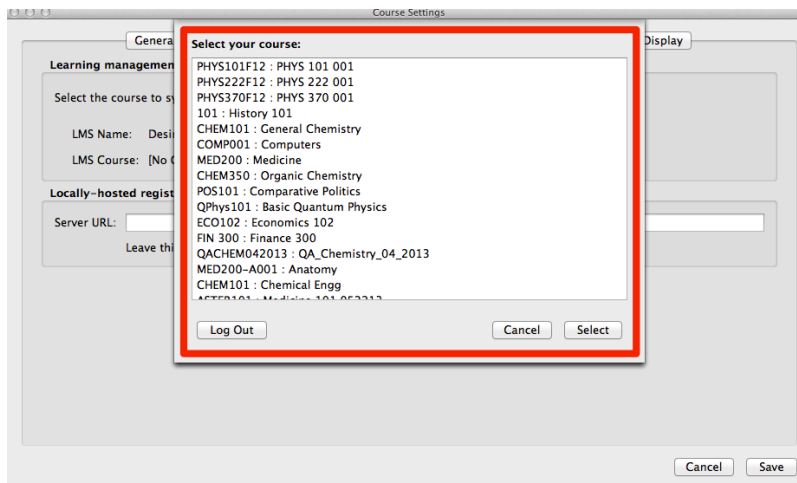 Course Settings
Genera
Display
Learning managemen
Select the course to sy
LMS Name: Desi
LMS Course: [No
Locally-hosted regist
Server URL:
Leave thi
Select your course:
PHYS101F12 : PHYS 101 001
PHYS222F12 : PHYS 222 001
PHYS370F12 : PHYS 370 001
101 : History 101
CHEM101 : General Chemistry
COMP001 : Computers
MED200 : Medicine
CHEM350 : Organic Chemistry
POS101 : Comparative Politics
QPhys101 : Basic Quantum Physics
ECO102 : Economics 102
FIN 300 : Finance 300
QACHEM042013 : QA_Chemistry_04_2013
MED200-A001 : Anatomy
CHEM101 : Chemical Engg
Log Out
Cancel
Select
Cancel
Save